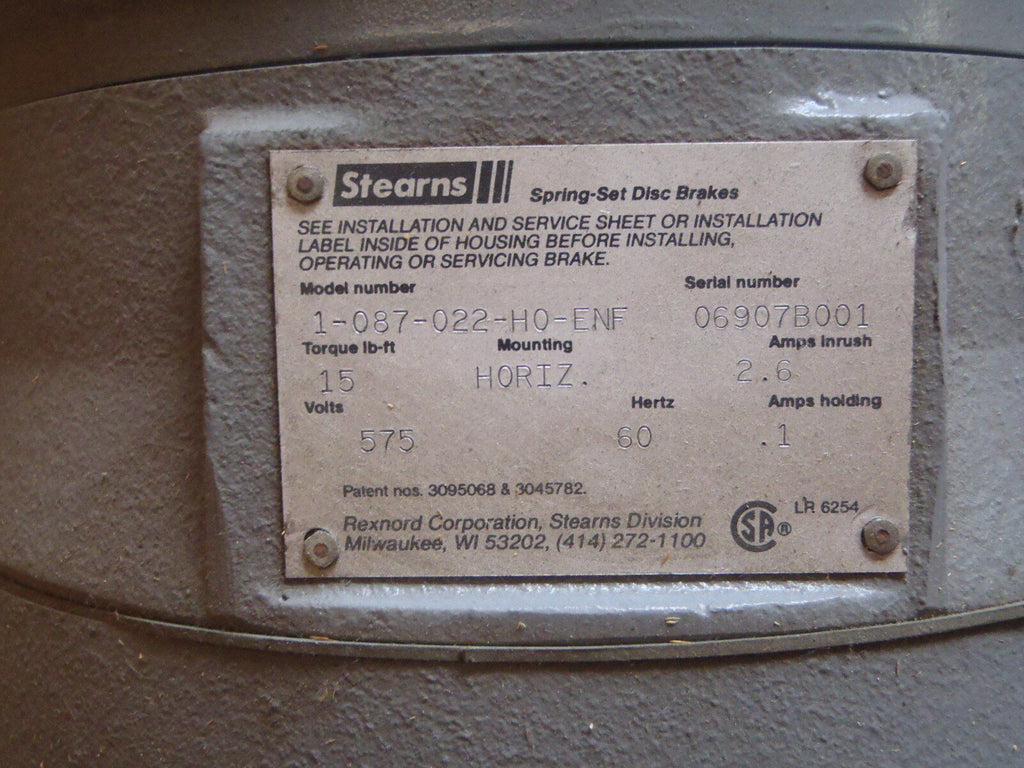 Stearns
Spring-Set Disc Brakes
SEE INSTALLATION AND SERVICE SHEET OR INSTALLATION
LABEL INSIDE OF HOUSING BEFORE INSTALLING,
OPERATING OR SERVICING BRAKE.
Model number Serial number
1-087-022-H0-ENF 06907B001
Torque lb-ft Mounting Amps inrush
15 HORIZ. 2.6
Volts Hertz Amps holding
575 60 .1
Patent nos. 3095068 & 3045782.
Rexnord Corporation, Stearns Division
Milwaukee, WI 53202, (414) 272-1100
SA ® LR 6254